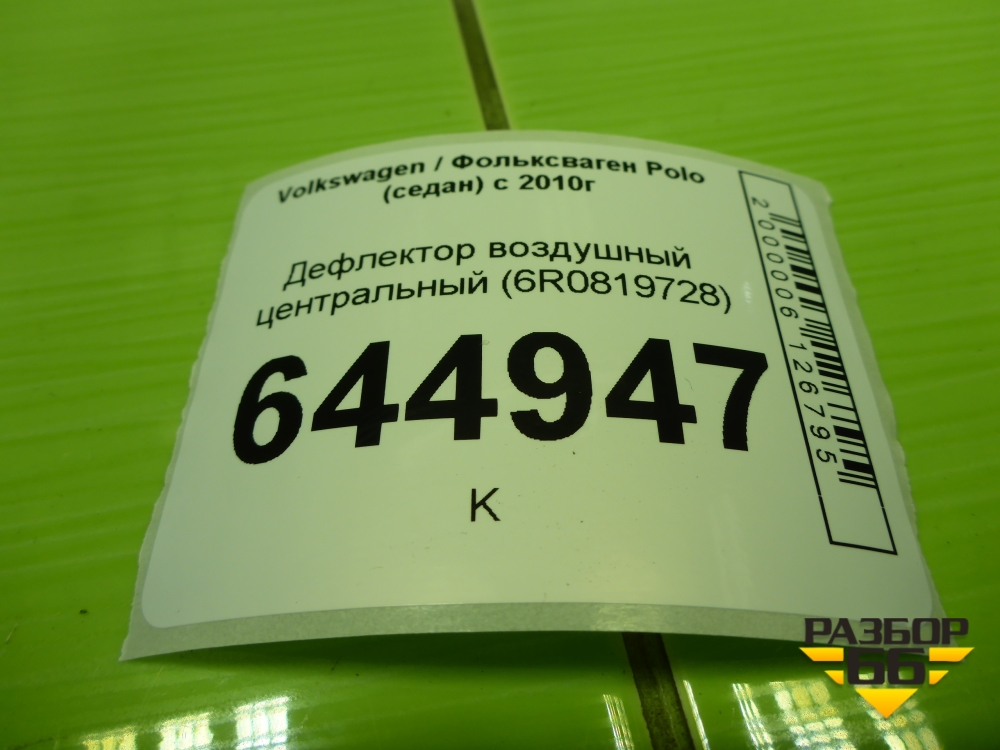 Volkswagen / Фольксваген Polo
(седан) с 2010г
Дефлектор воздушный
центральный (6R0819728)
644947
К
2000006126795
РАЗБОР
66